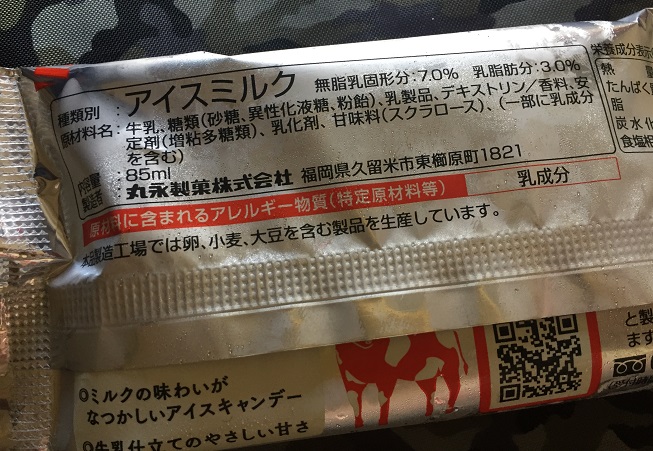 種類別 : アイスミルク 無脂乳固形分:7.0% 乳脂肪分:3.0%
原材料名 : 牛乳、糖類(砂糖、異性化液糖、粉飴)、乳製品、デキストリン/香料、安
定剤(増粘多糖類)、乳化剤、甘味料(スクラロース)、(一部に乳成分
を含む)
内容量 : 85ml
製造者 : 丸永製菓株式会社 福岡県久留米市東櫛原町1821
原材料に含まれるアレルギー物質(特定原材料等) 乳成分
本品製造工場では卵、小麦、大豆を含む製品を生産しています。
栄養成分表示
熱
たんぱく
脂
炭水化
食塩相
◎ミルクの味わいが
なつかしいアイスキャンデー
◎牛乳仕立てのやさしい甘さ
と製
ます